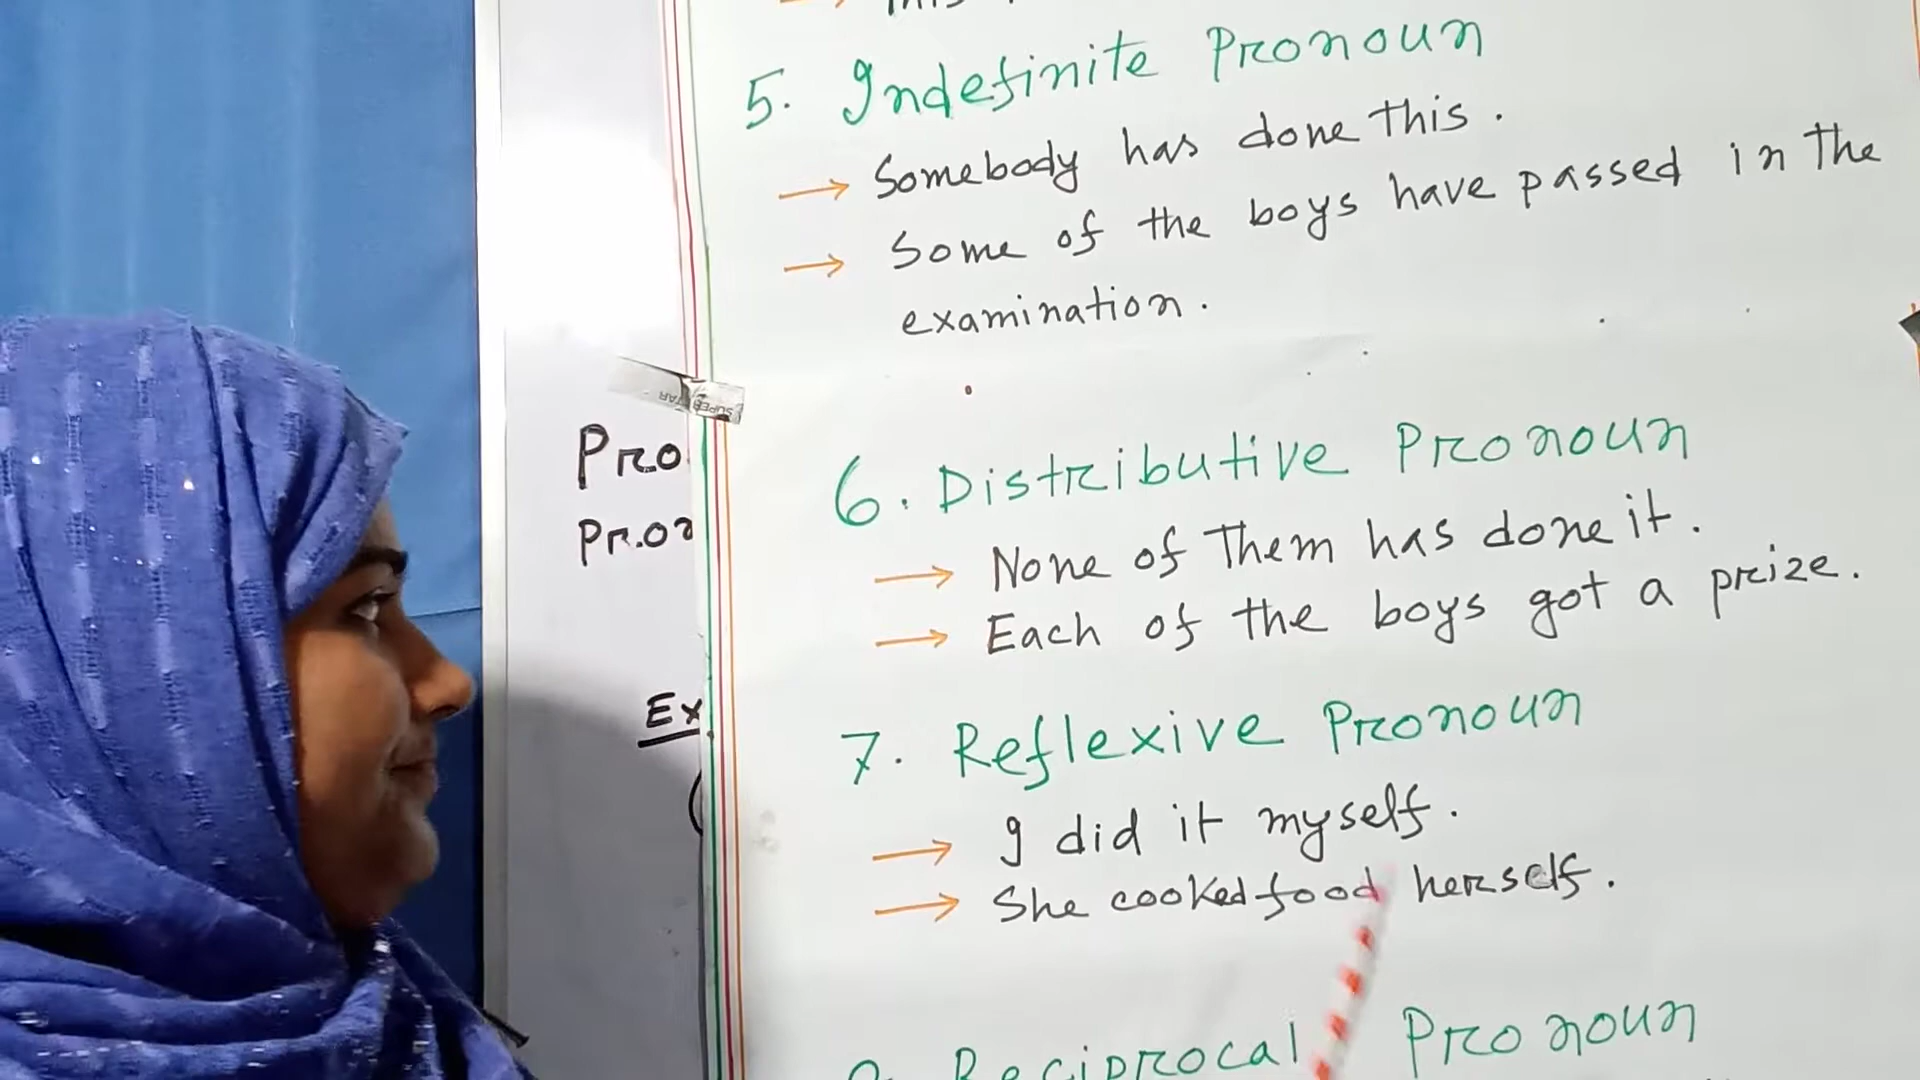 5. Indefinite Pronoun
→ Somebody has done this.
→ Some of the boys have passed in the
examination.
6. Distributive Pronoun
→ None of Them has done it.
→ Each of the boys got a prize.
7. Reflexive Pronoun
→ I did it myself.
→ She cooked food herself.
Reciprocal Pronoun
Pro
Pro
Ex
SUPER